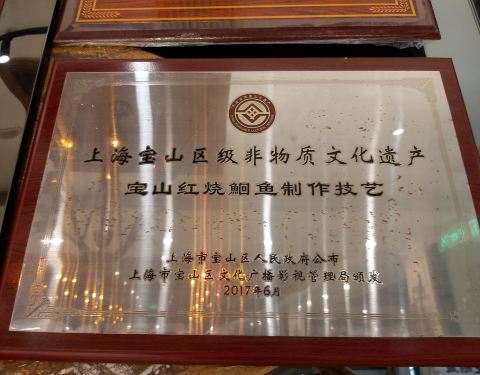 上海宝山区级非物质文化遗产
宝山红烧鮰鱼制作技艺
上海市宝山区人民政府公布
上海市宝山区文化广播影视管理局颁发
2017年6月